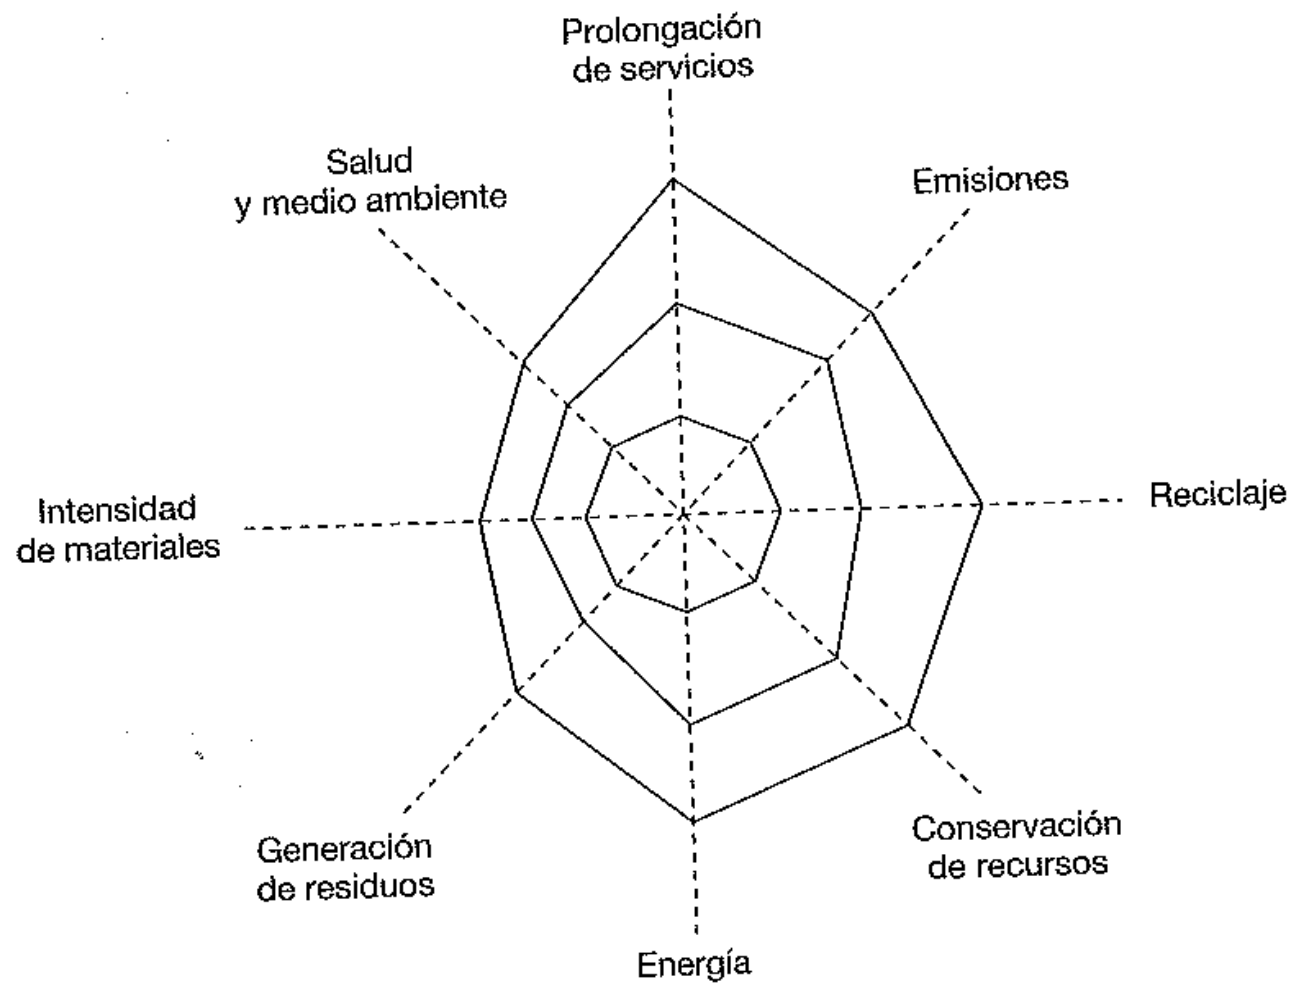 Prolongación
de servicios
Salud
y medio ambiente
Emisiones
Intensidad
de materiales
Reciclaje
Generación
de residuos
Conservación
de recursos
Energía